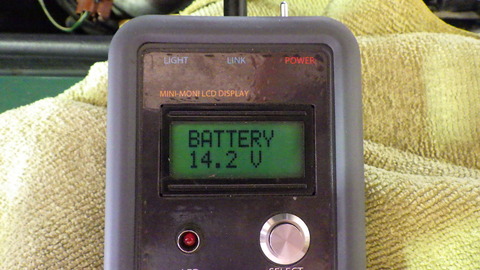 LIGHT LINK POWER
MINI-MONI LCD DISPLAY
BATTERY
14.2 V
SELECT